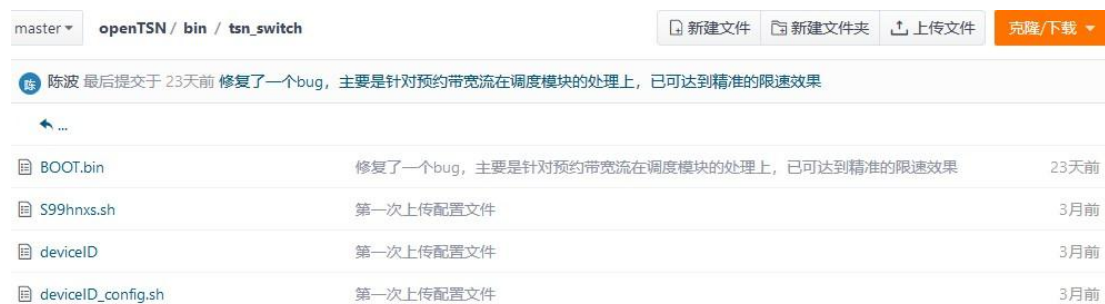 master openTSN / bin / tsn_switch 新建文件 新建文件夹 上传文件 克隆/下载
陈 陈波 最后提交于 23天前 修复了一个bug，主要是针对预约带宽流在调度模块的处理上，已可达到精准的限速效果
...
BOOT.bin 修复了一个bug，主要是针对预约带宽流在调度模块的处理上，已可达到精准的限速效果 23天前
S99hnxs.sh 第一次上传配置文件 3月前
deviceID 第一次上传配置文件 3月前
deviceID_config.sh 第一次上传配置文件 3月前